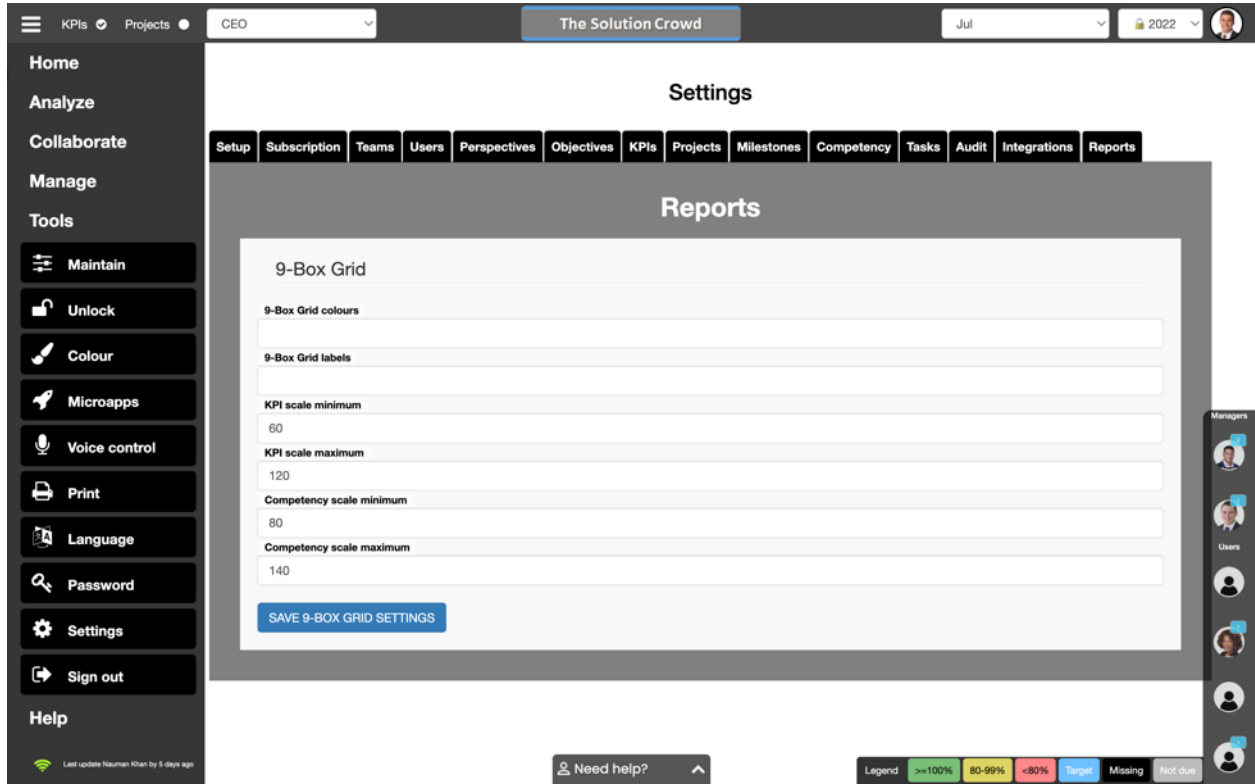 KPIs Projects CEO The Solution Crowd Jul 2022
Home
Analyze
Collaborate
Manage
Tools
Maintain
Unlock
Colour
Microapps
Voice control
Print
Language
Password
Settings
Sign out
Help
Last update Nauman Khan by 5 days ago
Settings
Setup Subscription Teams Users Perspectives Objectives KPIs Projects Milestones Competency Tasks Audit Integrations Reports
Reports
9-Box Grid
9-Box Grid colours
9-Box Grid labels
KPI scale minimum
60
KPI scale maximum
120
Competency scale minimum
80
Competency scale maximum
140
SAVE 9-BOX GRID SETTINGS
Managers
Users
Need help?
Legend >=100% 80-99% <80% Target Missing Not due